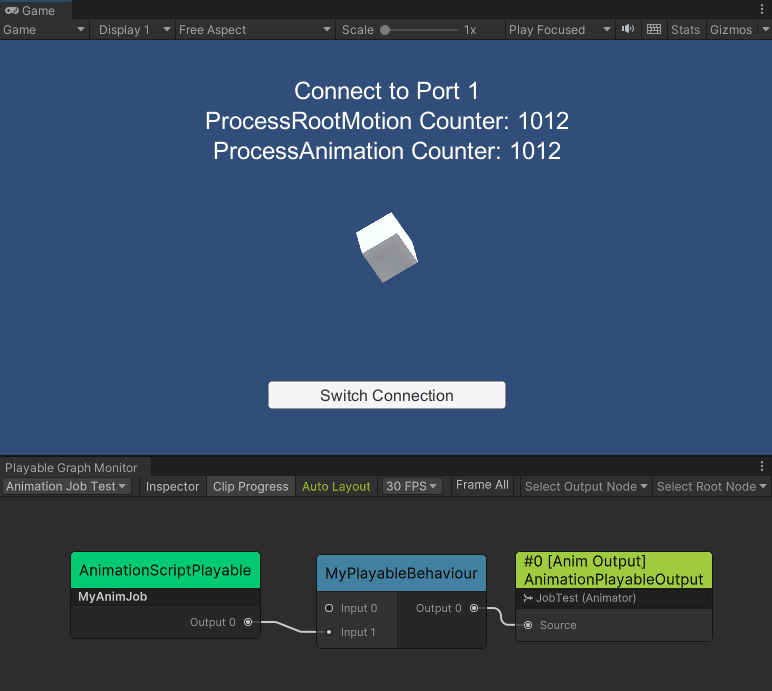 Game
Game Display 1 Free Aspect Scale 1x Play Focused Stats Gizmos
Connect to Port 1
ProcessRootMotion Counter: 1012
ProcessAnimation Counter: 1012
Switch Connection
Playable Graph Monitor
Animation Job Test Inspector Clip Progress Auto Layout 30 FPS Frame All Select Output Node Select Root Node
AnimationScriptPlayable
MyAnimJob
Output 0
MyPlayableBehaviour
Input 0 Output 0
Input 1
#0 [Anim Output]
AnimationPlayableOutput
JobTest (Animator)
Source